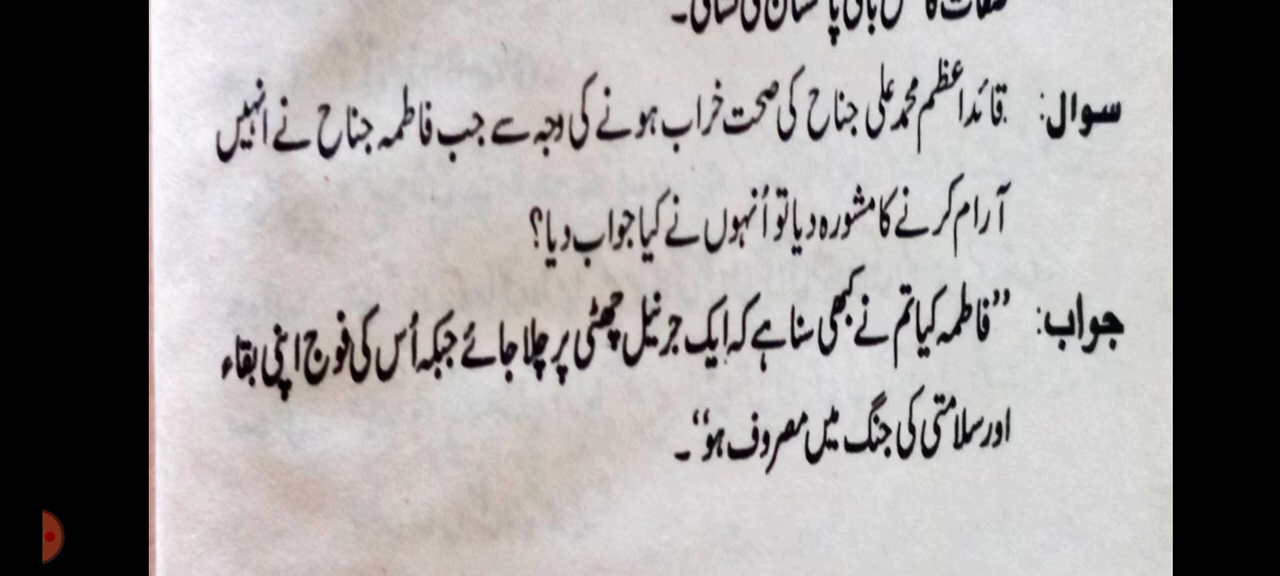 سوال: قائداعظم محمد علی جناح کی صحت خراب ہونے کی وجہ سے جب فاطمہ جناح نے انہیں
آرام کرنے کا مشورہ دیا تو اُنہوں نے کیا جواب دیا؟
جواب: ”فاطمہ کیا تم نے کبھی سنا ہے کہ ایک جرنیل چھٹی پر چلا جائے جبکہ اُس کی فوج اپنی بقاء
اور سلامتی کی جنگ میں مصروف ہو“۔